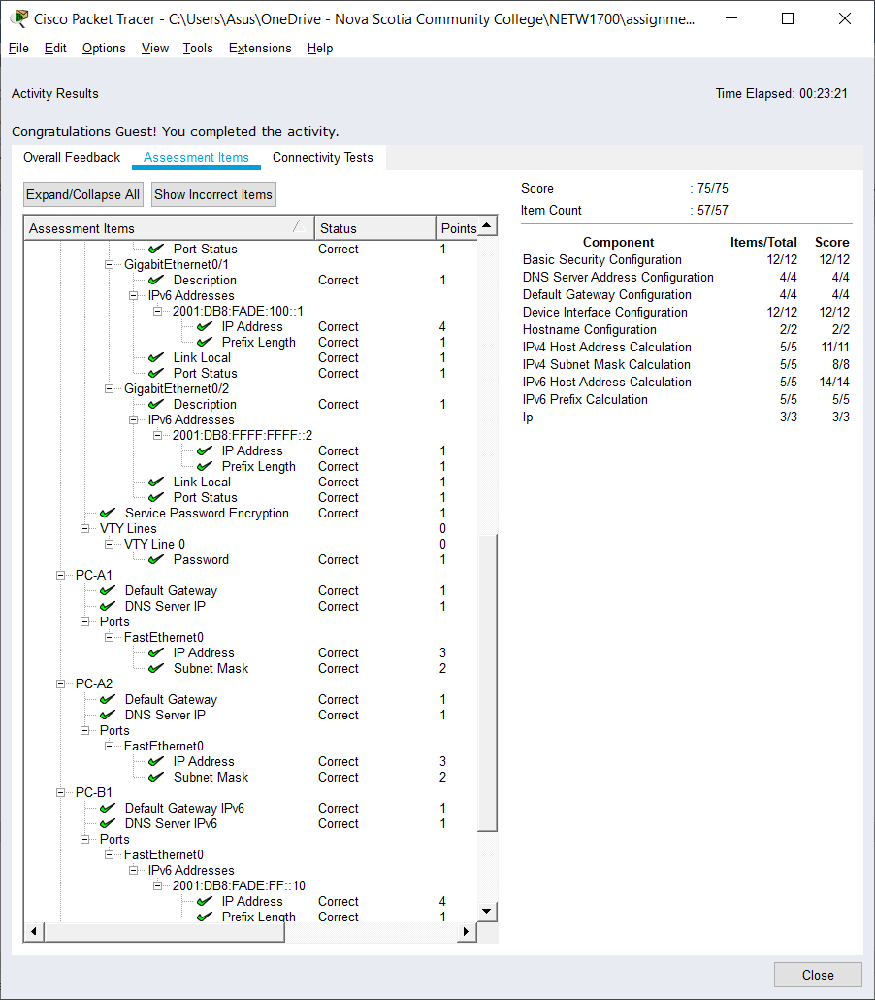 Cisco Packet Tracer - C:\Users\Asus\OneDrive - Nova Scotia Community College\NETW1700\assignme...
File Edit Options View Tools Extensions Help
Activity Results
Time Elapsed: 00:23:21
Congratulations Guest! You completed the activity.
Overall Feedback Assessment Items Connectivity Tests
Expand/Collapse All Show Incorrect Items
Assessment Items Status Points
Port Status Correct 1
GigabitEthernet0/1
Description Correct 1
IPv6 Addresses
2001:DB8:FADE:100::1
IP Address Correct 4
Prefix Length Correct 1
Link Local Correct 1
Port Status Correct 1
GigabitEthernet0/2
Description Correct 1
IPv6 Addresses
2001:DB8:FFFF:FFFF::2
IP Address Correct 1
Prefix Length Correct 1
Link Local Correct 1
Port Status Correct 1
Service Password Encryption Correct 1
VTY Lines 0
VTY Line 0 0
Password Correct 1
PC-A1
Default Gateway Correct 1
DNS Server IP Correct 1
Ports
FastEthernet0
IP Address Correct 3
Subnet Mask Correct 2
PC-A2
Default Gateway Correct 1
DNS Server IP Correct 1
Ports
FastEthernet0
IP Address Correct 3
Subnet Mask Correct 2
PC-B1
Default Gateway IPv6 Correct 1
DNS Server IPv6 Correct 1
Ports
FastEthernet0
IPv6 Addresses
2001:DB8:FADE:FF::10
IP Address Correct 4
Prefix Length Correct 1
Score : 75/75
Item Count : 57/57
Component Items/Total Score
Basic Security Configuration 12/12 12/12
DNS Server Address Configuration 4/4 4/4
Default Gateway Configuration 4/4 4/4
Device Interface Configuration 12/12 12/12
Hostname Configuration 2/2 2/2
IPv4 Host Address Calculation 5/5 11/11
IPv4 Subnet Mask Calculation 5/5 8/8
IPv6 Host Address Calculation 5/5 14/14
IPv6 Prefix Calculation 5/5 5/5
Ip 3/3 3/3
Close